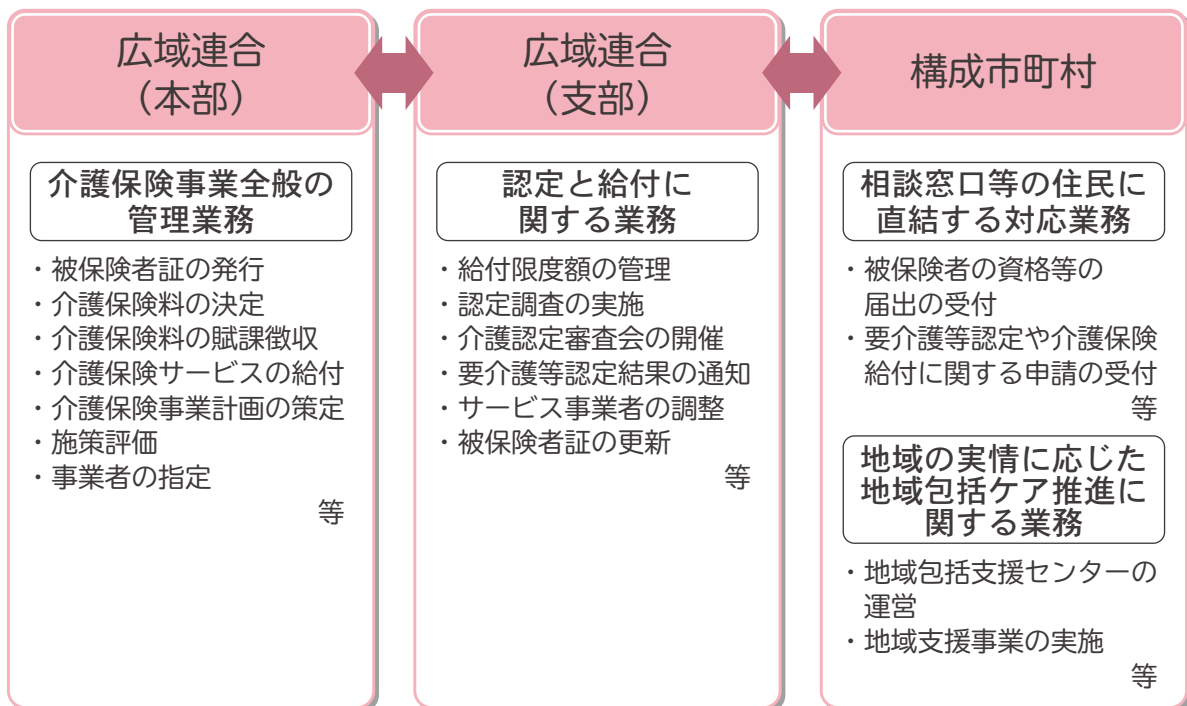 広域連合
（本部）
介護保険事業全般の
管理業務
・被保険者証の発行
・介護保険料の決定
・介護保険料の賦課徴収
・介護保険サービスの給付
・介護保険事業計画の策定
・施策評価
・事業者の指定
等
広域連合
（支部）
認定と給付に
関する業務
・給付限度額の管理
・認定調査の実施
・介護認定審査会の開催
・要介護等認定結果の通知
・サービス事業者の調整
・被保険者証の更新
等
構成市町村
相談窓口等の住民に
直結する対応業務
・被保険者の資格等の
届出の受付
・要介護等認定や介護保険
給付に関する申請の受付
等
地域の実情に応じた
地域包括ケア推進に
関する業務
・地域包括支援センターの
運営
・地域支援事業の実施
等